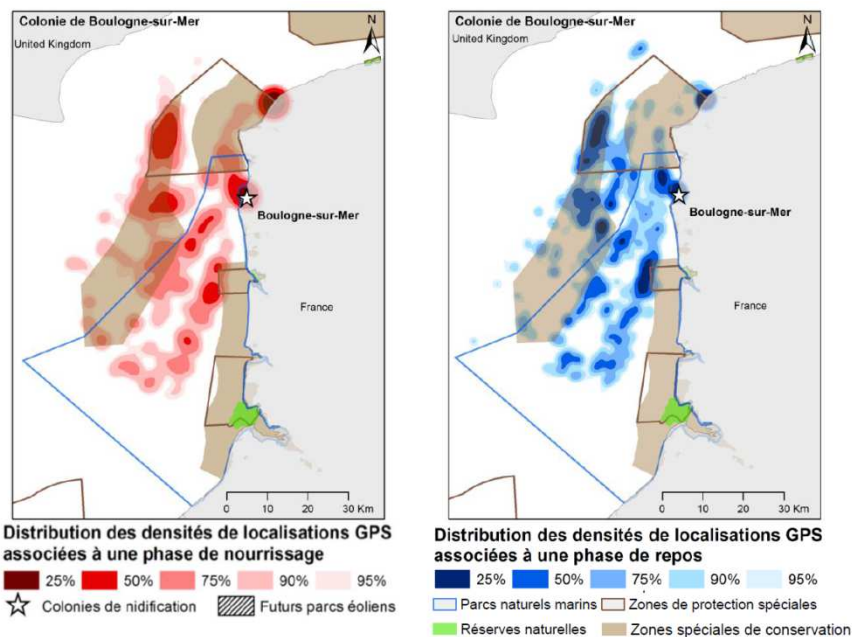 Colonie de Boulogne-sur-Mer
United Kingdom
N
Boulogne-sur-Mer
France
0 10 20 30 Km
Distribution des densités de localisations GPS
associées à une phase de nourrissage
25% 50% 75% 90% 95%
Colonies de nidification Futurs parcs éoliens
Colonie de Boulogne-sur-Mer
United Kingdom
N
Boulogne-sur-Mer
France
0 10 20 30 Km
Distribution des densités de localisations GPS
associées à une phase de repos
25% 50% 75% 90% 95%
Parcs naturels marins Zones de protection spéciales
Réserves naturelles Zones spéciales de conservation